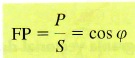 FP = P/S = cos φ